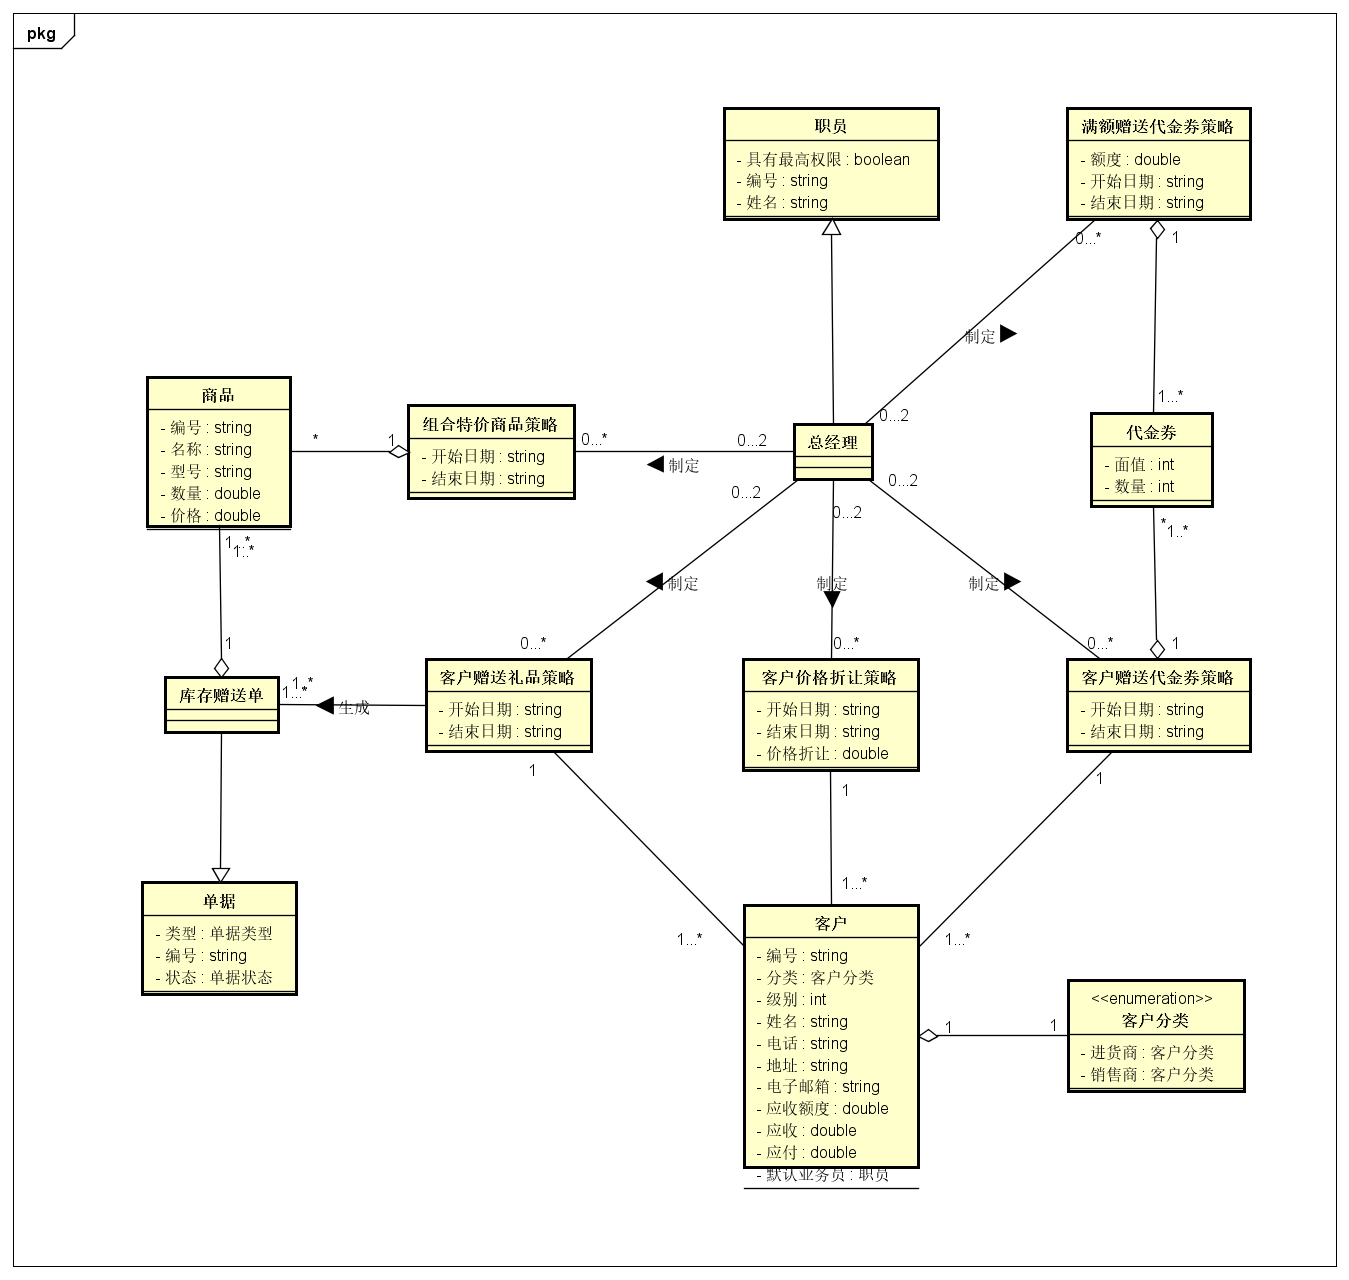 pkg
职员
- 具有最高权限 : boolean
- 编号 : string
- 姓名 : string
满额赠送代金券策略
- 额度 : double
- 开始日期 : string
- 结束日期 : string
0...*
1
制定
商品
- 编号 : string
- 名称 : string
- 型号 : string
- 数量 : double
- 价格 : double
*
1
组合特价商品策略
- 开始日期 : string
- 结束日期 : string
0...*
0...2
制定
总经理
0...2
1...*
代金券
- 面值 : int
- 数量 : int
0...2
0...2
0...2
*
1..*
1...*
1..*
制定
制定
制定
1
0...*
0...*
0...*
1
库存赠送单
1...*
1..*
生成
客户赠送礼品策略
- 开始日期 : string
- 结束日期 : string
客户价格折让策略
- 开始日期 : string
- 结束日期 : string
- 价格折让 : double
客户赠送代金券策略
- 开始日期 : string
- 结束日期 : string
1
1
1
单据
- 类型 : 单据类型
- 编号 : string
- 状态 : 单据状态
1...*
1...*
1...*
客户
- 编号 : string
- 分类 : 客户分类
- 级别 : int
- 姓名 : string
- 电话 : string
- 地址 : string
- 电子邮箱 : string
- 应收额度 : double
- 应收 : double
- 应付 : double
- 默认业务员 : 职员
1
1
<<enumeration>>
客户分类
- 进货商 : 客户分类
- 销售商 : 客户分类